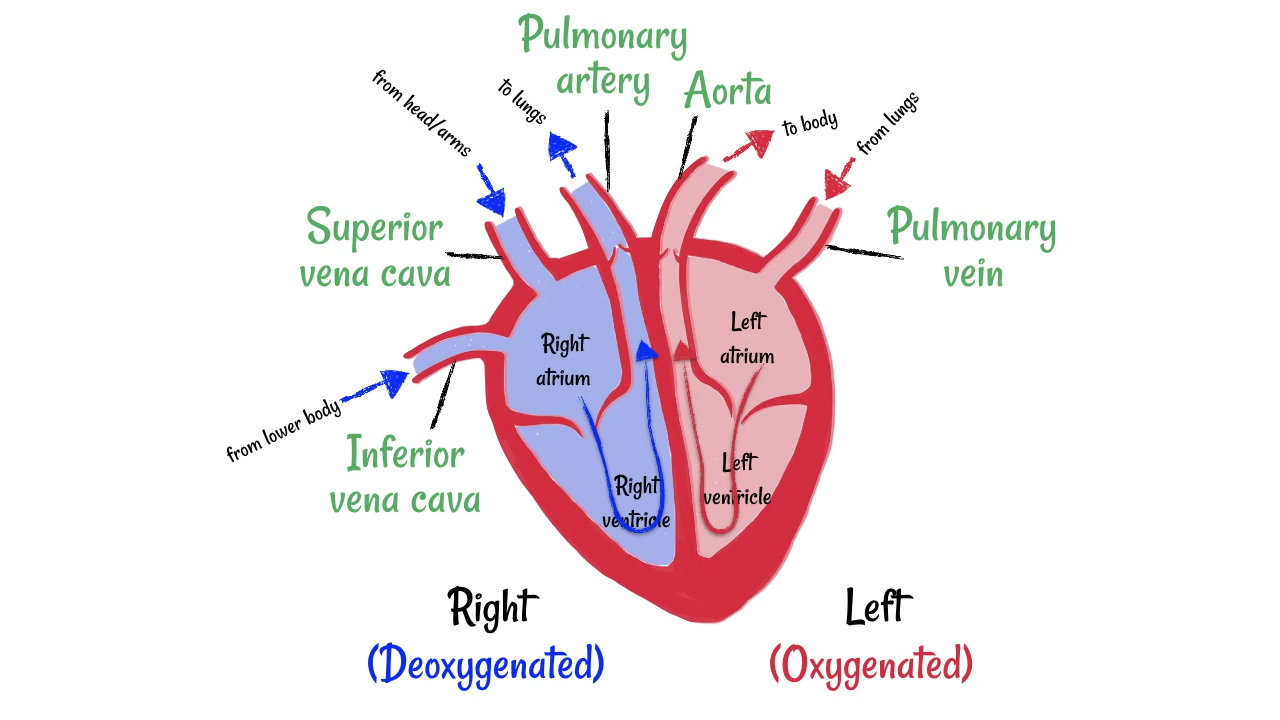 Pulmonary
artery
Aorta
from head/arms
to lungs
to body
from lungs
Superior
vena cava
Pulmonary
vein
Left
atrium
Right
atrium
from lower body
Inferior
vena cava
Left
ventricle
Right
ventricle
Right
(Deoxygenated)
Left
(Oxygenated)